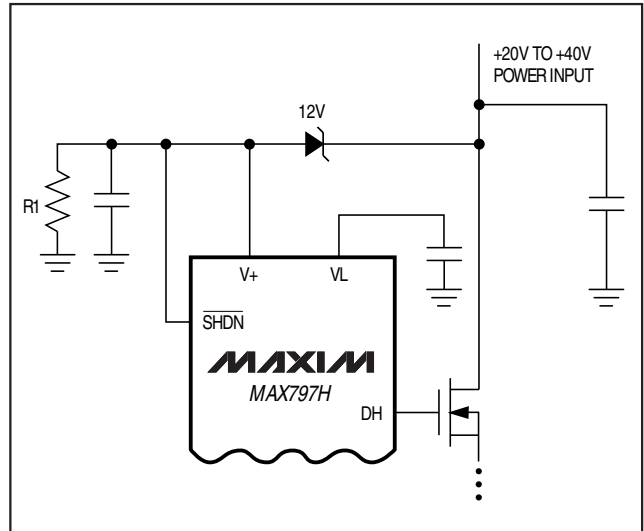 +20V TO +40V
POWER INPUT
12V
R1
V+ VL
SHDN
MAXIM
MAX797H
DH